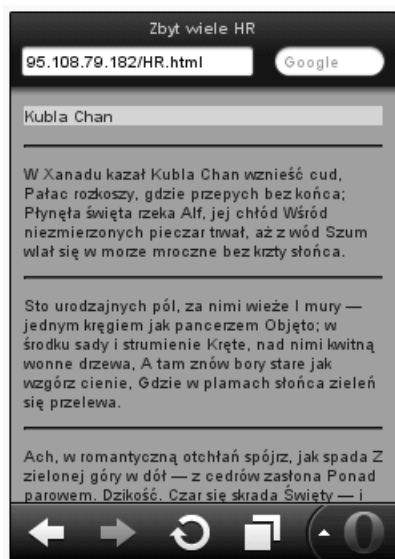 Zbyt wiele HR
95.108.79.182/HR.html Google
Kubla Chan
W Xanadu kazał Kubla Chan wznieść cud,
Pałac rozkoszy, gdzie przepych bez końca;
Płynęła święta rzeka Alf, jej chłód Wśród
niezmierzonych pieczar trwał, aż z wód Szum
wlał się w morze mroczne bez krzty słońca.
Sto urodzajnych pól, za nimi wieże I mury —
jednym kręgiem jak pancerzem Objęto; w
środku sady i strumienie Kręte, nad nimi kwitną
wonne drzewa, A tam znów bory stare jak
wzgórz cienie, Gdzie w plamach słońca zieleń
się przelewa.
Ach, w romantyczną otchłań spójrz, jak spada Z
zielonej góry w dół — z cedrów zasłona Ponad
parowem. Dzikość. Czar się skrada Święty — i